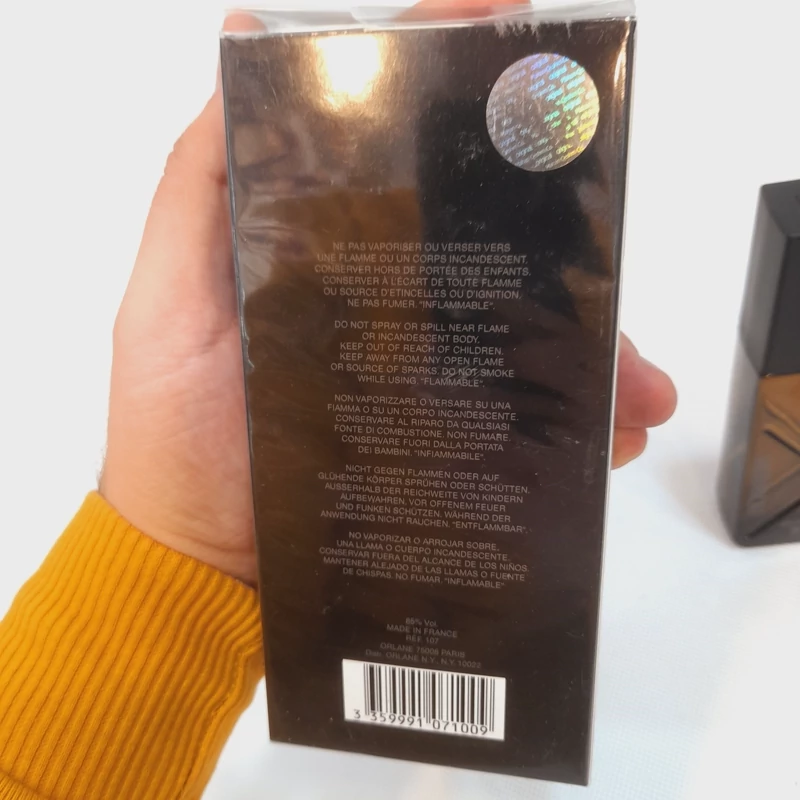 NE PAS VAPORISER OU VERSER VERS
UNE FLAMME OU UN CORPS INCANDESCENT.
CONSERVER HORS DE PORTÉE DES ENFANTS.
CONSERVER À L'ÉCART DE TOUTE FLAMME
OU SOURCE D'ETINCELLES OU D'IGNITION.
NE PAS FUMER. "INFLAMMABLE".
DO NOT SPRAY OR SPILL NEAR FLAME
OR INCANDESCENT BODY.
KEEP OUT OF REACH OF CHILDREN.
KEEP AWAY FROM ANY OPEN FLAME
OR SOURCE OF SPARKS. DO NOT SMOKE
WHILE USING. "FLAMMABLE".
NON VAPORIZZARE O VERSARE SU UNA
FIAMMA O SU UN CORPO INCANDESCENTE.
CONSERVARE AL RIPARO DA QUALSIASI
FONTE DI COMBUSTIONE. NON FUMARE.
CONSERVARE FUORI DALLA PORTATA
DEI BAMBINI. "INFIAMMABILE".
NICHT GEGEN FLAMMEN ODER AUF
GLÜHENDE KÖRPER SPRÜHEN ODER SCHÜTTEN.
AUSSERHALB DER REICHWEITE VON KINDERN
AUFBEWAHREN. VOR OFFENEM FEUER
UND FUNKEN SCHÜTZEN. WÄHREND DER
ANWENDUNG NICHT RAUCHEN. "ENTFLAMMBAR".
NO VAPORIZAR O ARROJAR SOBRE,
UNA LLAMA O CUERPO INCANDESCENTE.
CONSERVAR FUERA DEL ALCANCE DE LOS NIÑOS.
MANTENER ALEJADO DE LAS LLAMAS O FUENTE
DE CHISPAS. NO FUMAR. "INFLAMABLE"
Vol.
MADE IN FRANCE
REF. 107
ORLANE 75008 PARIS
Distr. ORLANE N.Y. N.Y. 10022
3 359991 071009